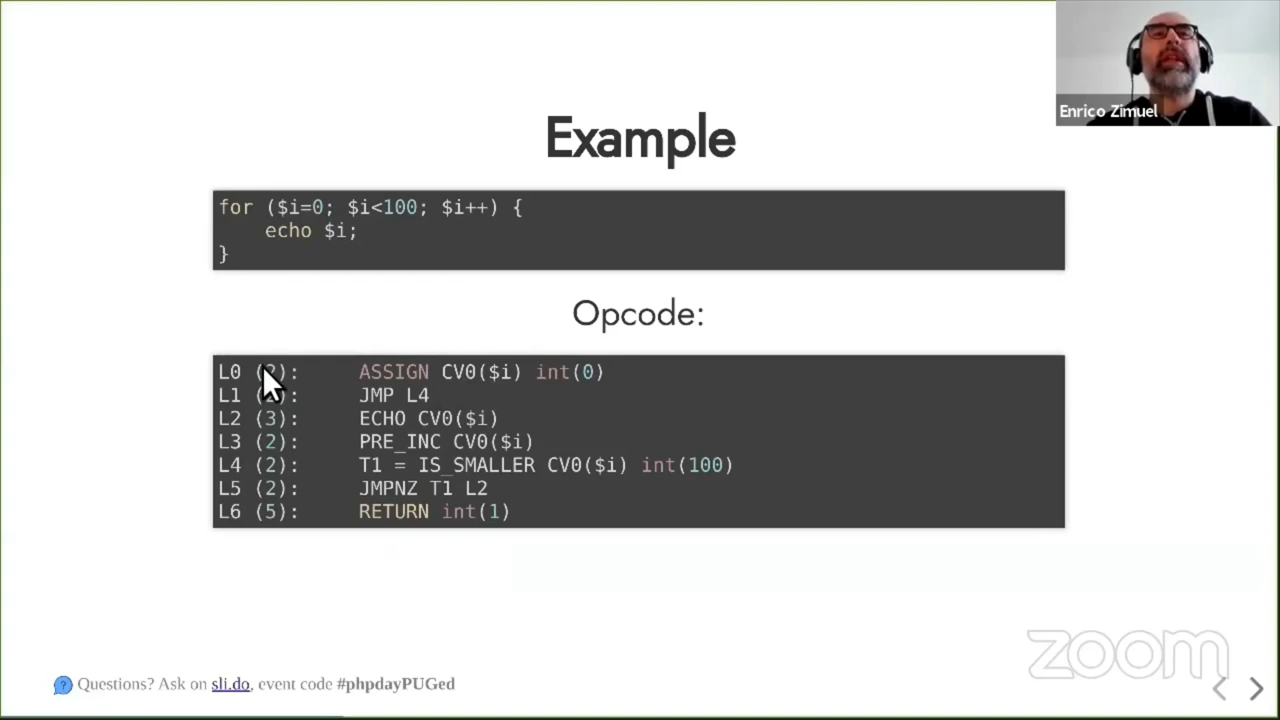 Enrico Zimuel
Example
for ($i=0; $i<100; $i++) {
    echo $i;
}
Opcode:
L0 (2):     ASSIGN CV0($i) int(0)
L1     JMP L4
L2 (3):     ECHO CV0($i)
L3 (2):     PRE_INC CV0($i)
L4 (2):     T1 = IS_SMALLER CV0($i) int(100)
L5 (2):     JMPNZ T1 L2
L6 (5):     RETURN int(1)
zoom
Questions? Ask on sli.do, event code #phpdayPUGed